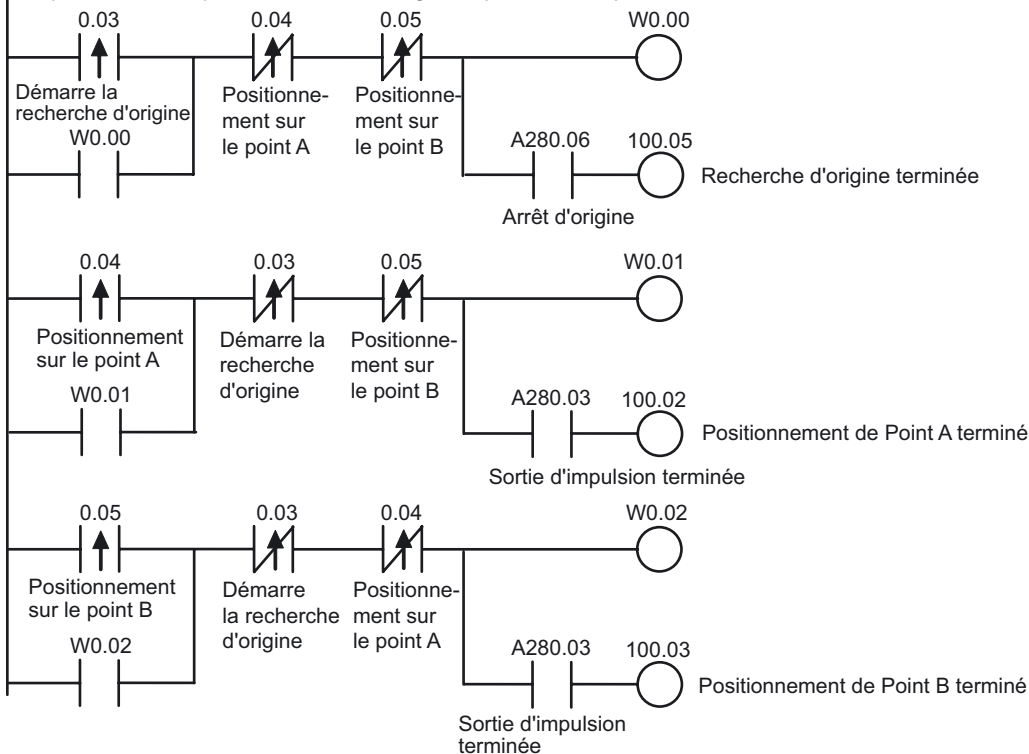 0.03 0.04 0.05 W0.00
Démarre la
recherche d'origine
Positionne-
ment sur
le point A
Positionne-
ment sur
le point B
W0.00
A280.06 100.05
Recherche d'origine terminée
Arrêt d'origine
0.04 0.03 0.05 W0.01
Positionnement
sur le point A
Démarre la
recherche
d'origine
Positionne-
ment sur
le point B
W0.01
A280.03 100.02
Positionnement de Point A terminé
Sortie d'impulsion terminée
0.05 0.03 0.04 W0.02
Positionnement
sur le point B
Démarre
la recherche
d'origine
Positionne-
ment sur
le point A
W0.02
A280.03 100.03
Positionnement de Point B terminé
Sortie d'impulsion
terminée